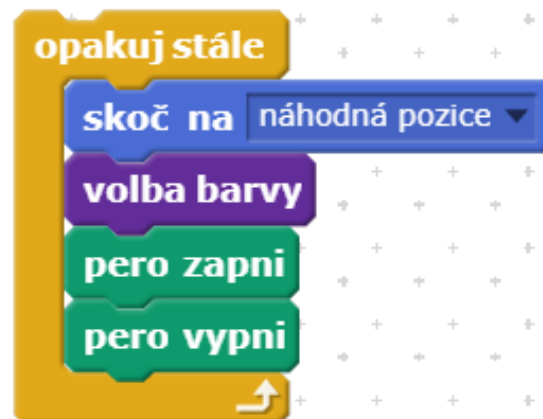 opakuj stále
skoč na náhodná pozice
volba barvy
pero zapni
pero vypni